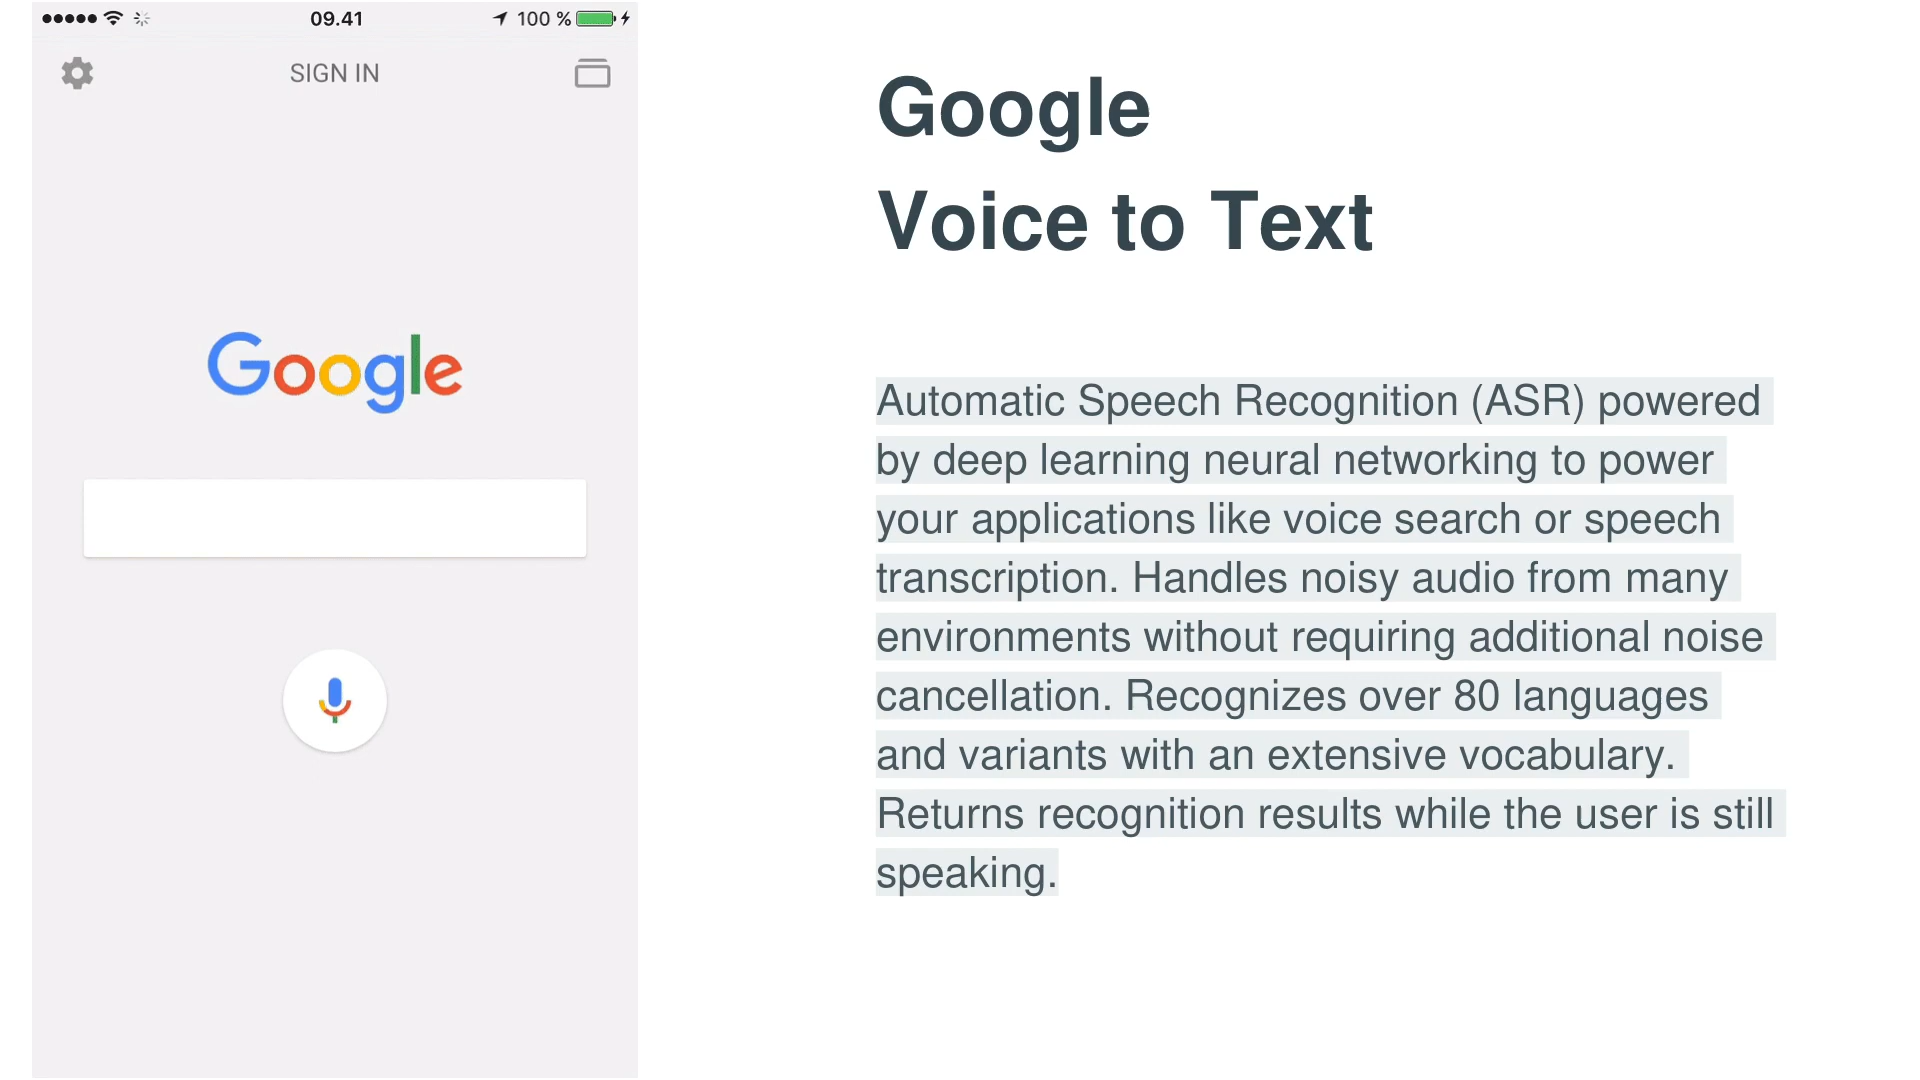 09.41
100 %
SIGN IN
Google
Google
Voice to Text
Automatic Speech Recognition (ASR) powered
by deep learning neural networking to power
your applications like voice search or speech
transcription. Handles noisy audio from many
environments without requiring additional noise
cancellation. Recognizes over 80 languages
and variants with an extensive vocabulary.
Returns recognition results while the user is still
speaking.